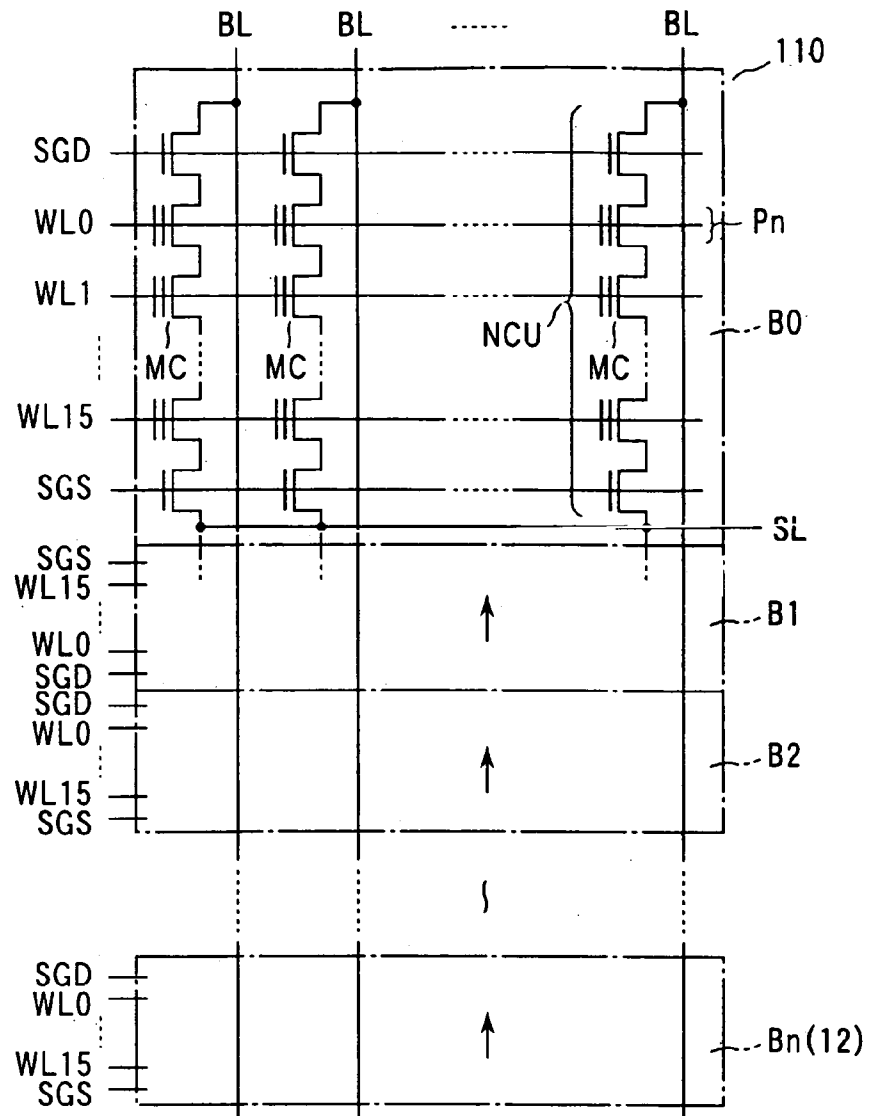 BL BL BL
110
SGD
WL0 Pn
WL1
NCU B0
MC MC MC
WL15
SGS
SL
SGS
WL15
B1
WL0
SGD
SGD
WL0
B2
WL15
SGS
SGD
WL0
Bn(12)
WL15
SGS